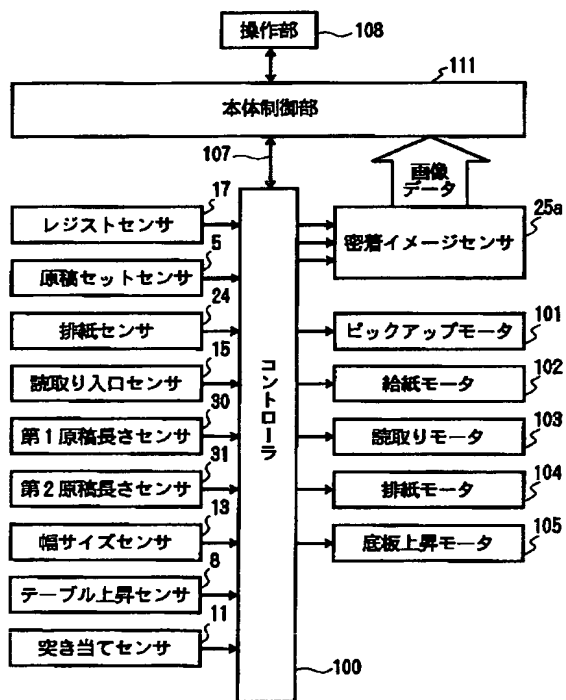 操作部
108
111
本体制御部
107
画像
データ
17
レジストセンサ
25a
密着イメージセンサ
5
原稿セットセンサ
24
排紙センサ
101
ピックアップモータ
15
読取り入口センサ
102
給紙モータ
コントローラ
30
第1原稿長さセンサ
103
読取りモータ
31
第2原稿長さセンサ
104
排紙モータ
13
幅サイズセンサ
105
底板上昇モータ
8
テーブル上昇センサ
11
突き当てセンサ
100